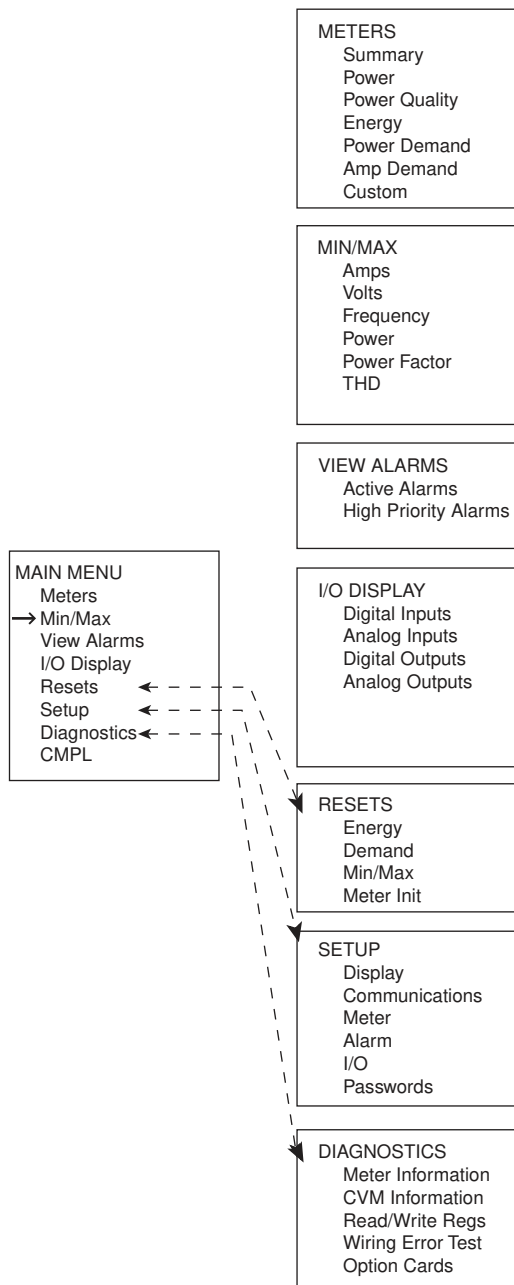 METERS
Summary
Power
Power Quality
Energy
Power Demand
Amp Demand
Custom
MIN/MAX
Amps
Volts
Frequency
Power
Power Factor
THD
VIEW ALARMS
Active Alarms
High Priority Alarms
MAIN MENU
Meters
Min/Max
View Alarms
I/O Display
Resets
Setup
Diagnostics
CMPL
I/O DISPLAY
Digital Inputs
Analog Inputs
Digital Outputs
Analog Outputs
RESETS
Energy
Demand
Min/Max
Meter Init
SETUP
Display
Communications
Meter
Alarm
I/O
Passwords
DIAGNOSTICS
Meter Information
CVM Information
Read/Write Regs
Wiring Error Test
Option Cards